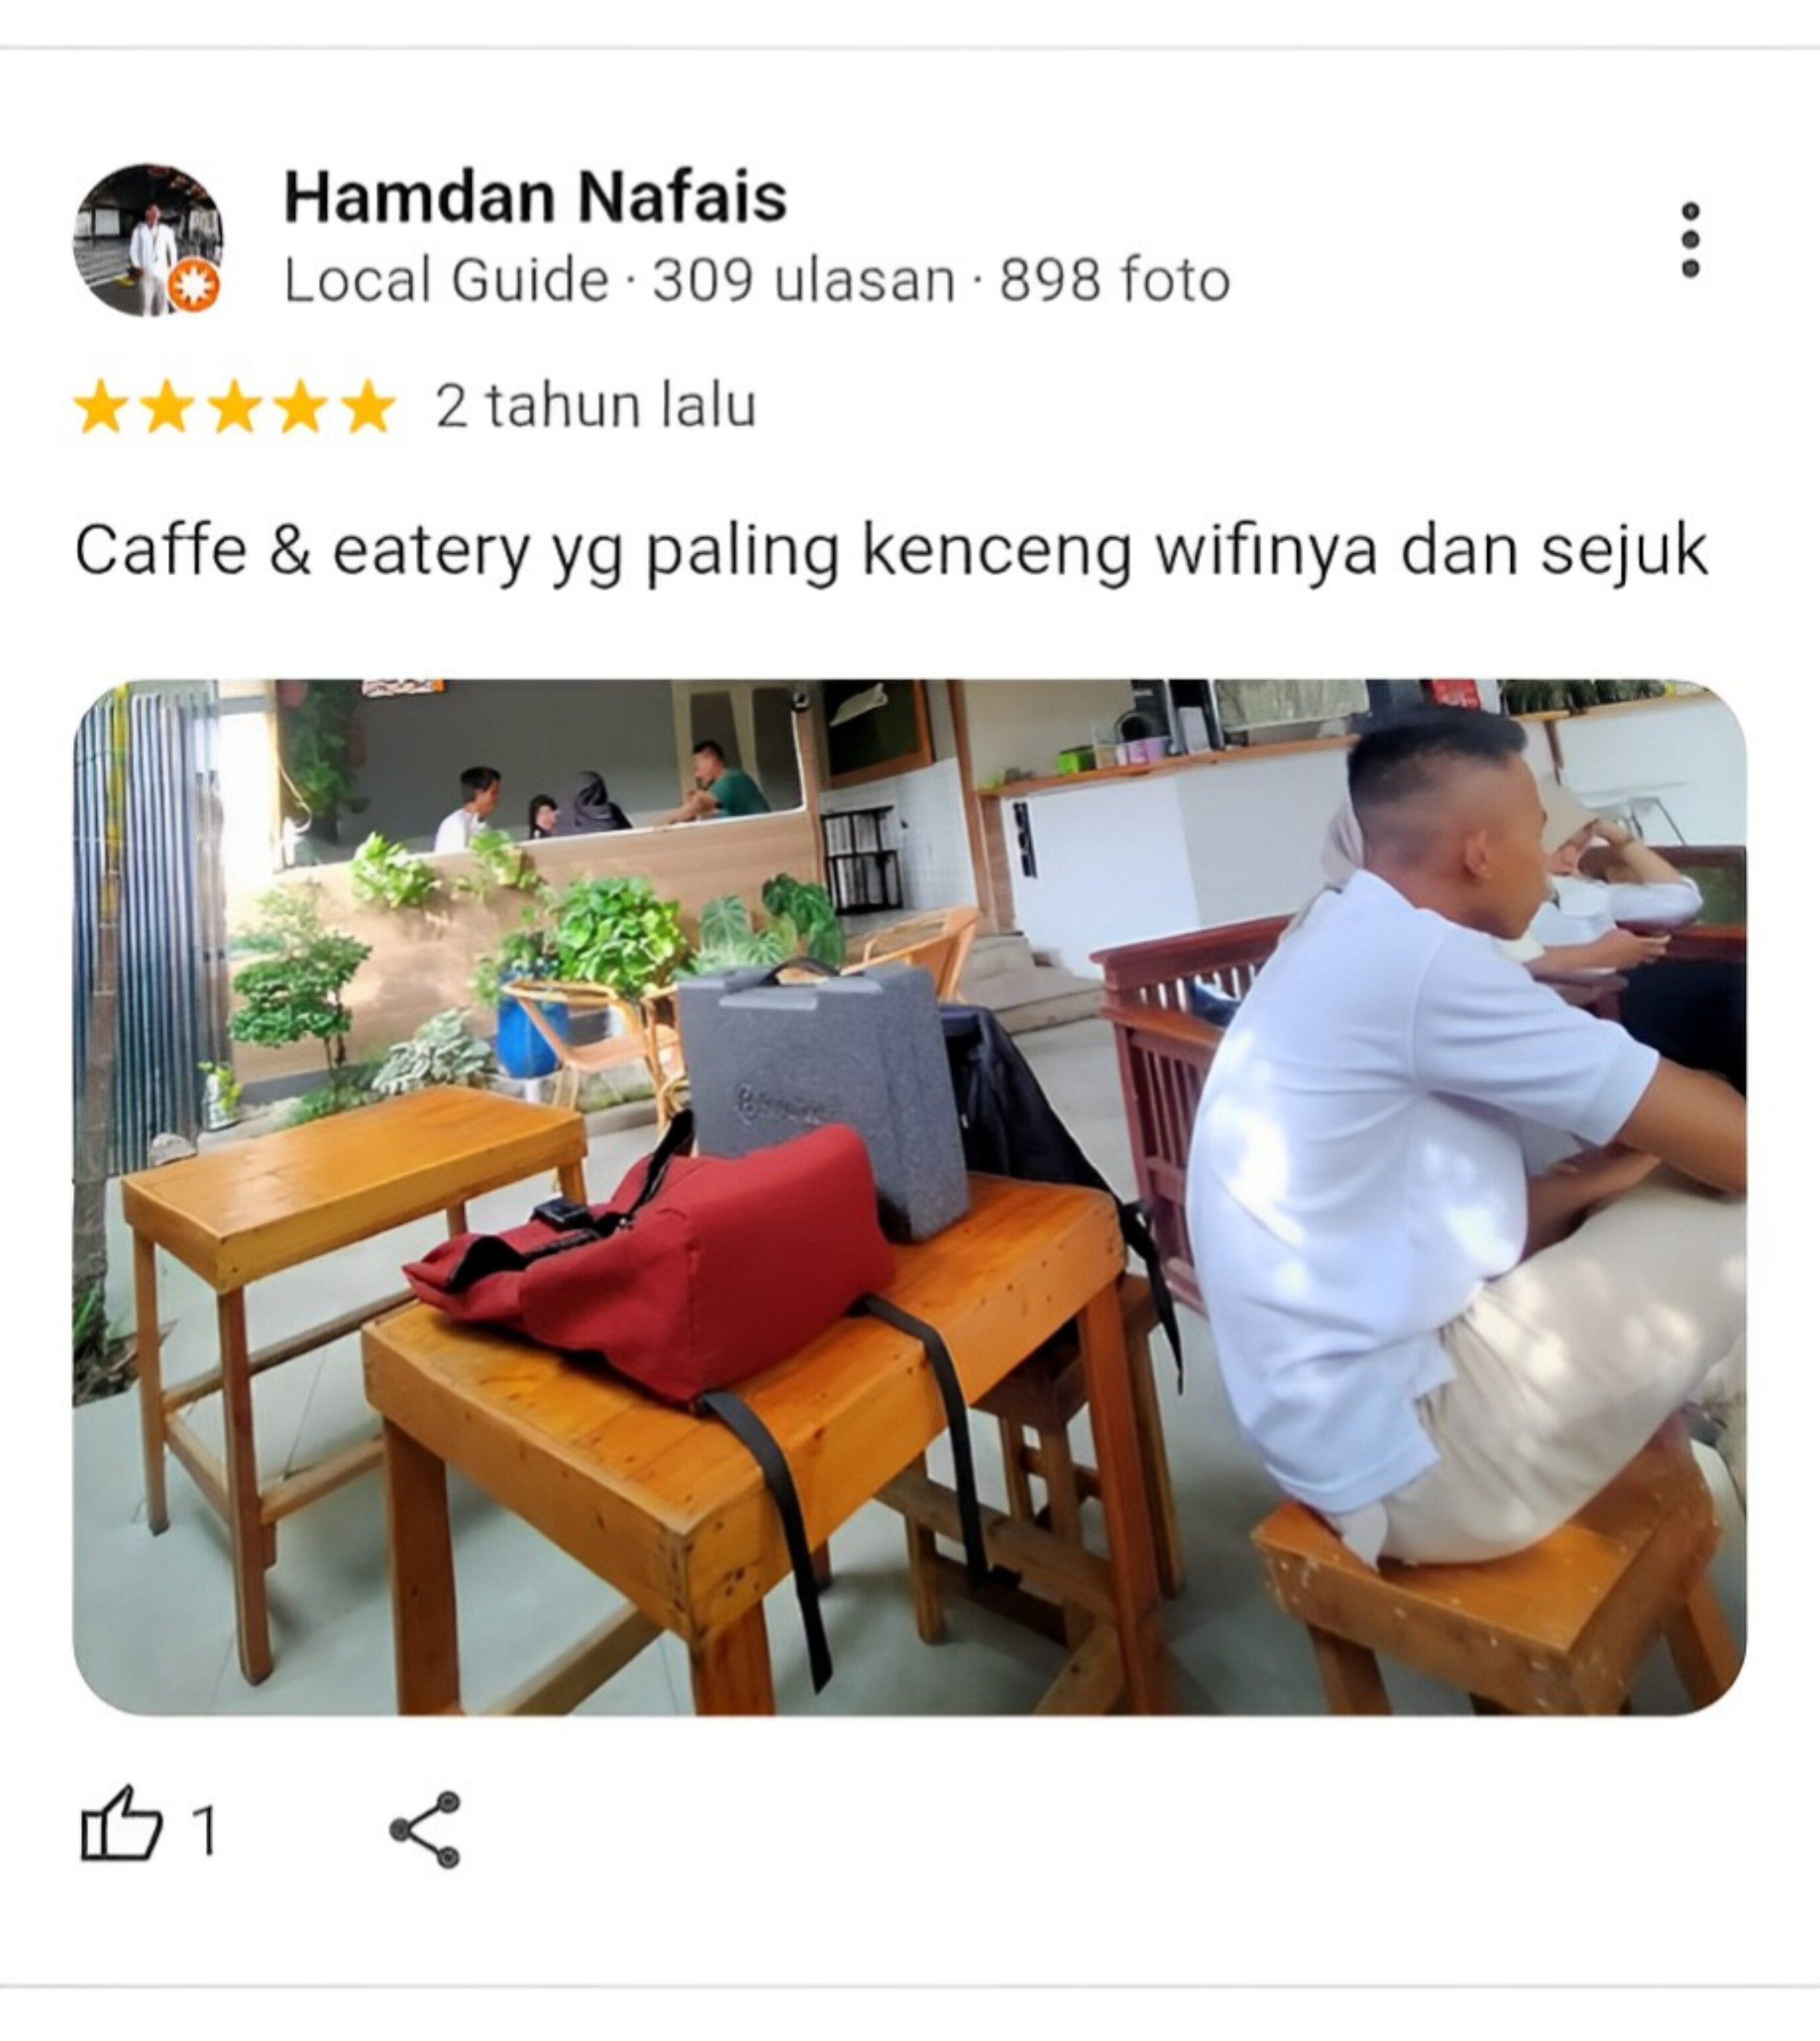 Hamdan Nafais
Local Guide · 309 ulasan · 898 foto
2 tahun lalu
Caffe & eatery yg paling kenceng wifinya dan sejuk
1